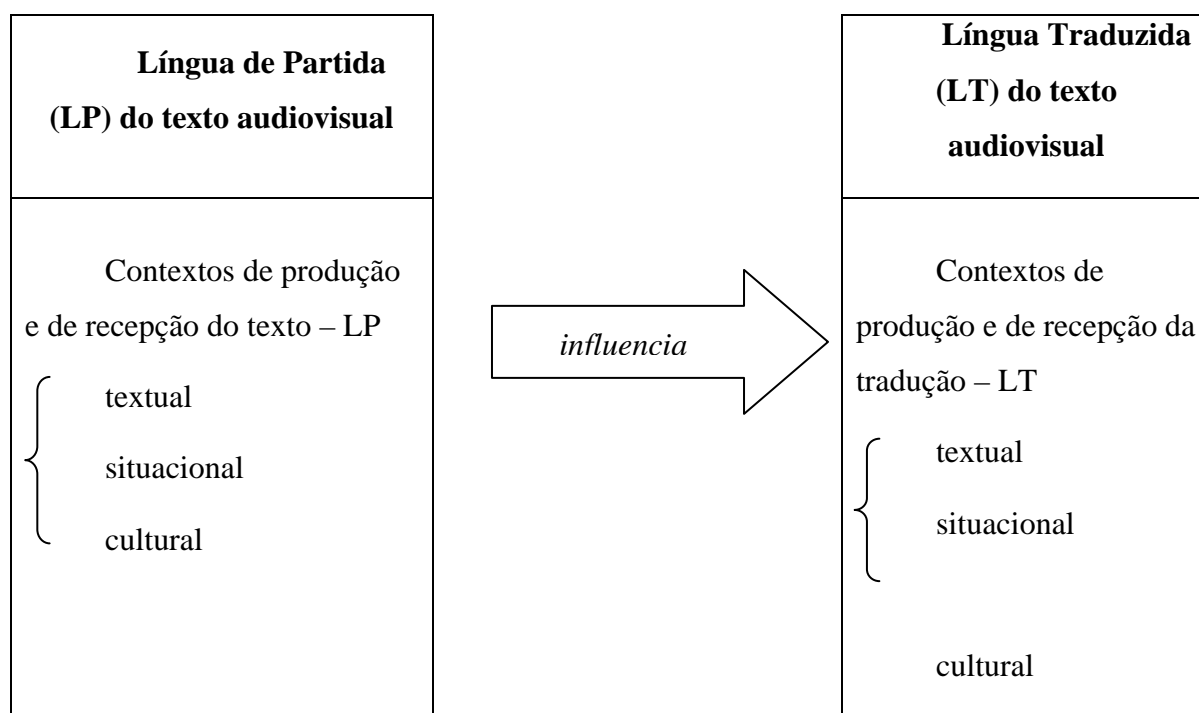 Língua de Partida
(LP) do texto audiovisual
Contextos de produção
e de recepção do texto – LP
textual
situacional
cultural
influencia
Língua Traduzida
(LT) do texto
audiovisual
Contextos de
produção e de recepção da
tradução – LT
textual
situacional
cultural